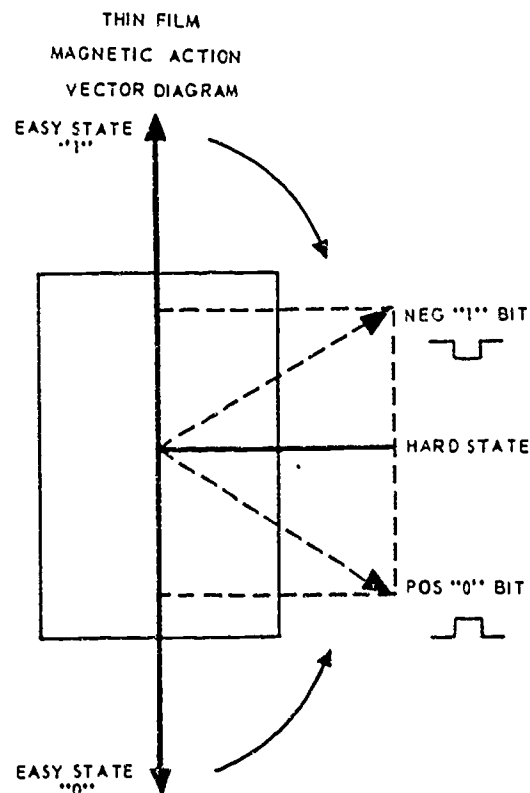 THIN FILM
MAGNETIC ACTION
VECTOR DIAGRAM
EASY STATE
"1"
NEG "1" BIT
HARD STATE
POS "0" BIT
EASY STATE
"0"